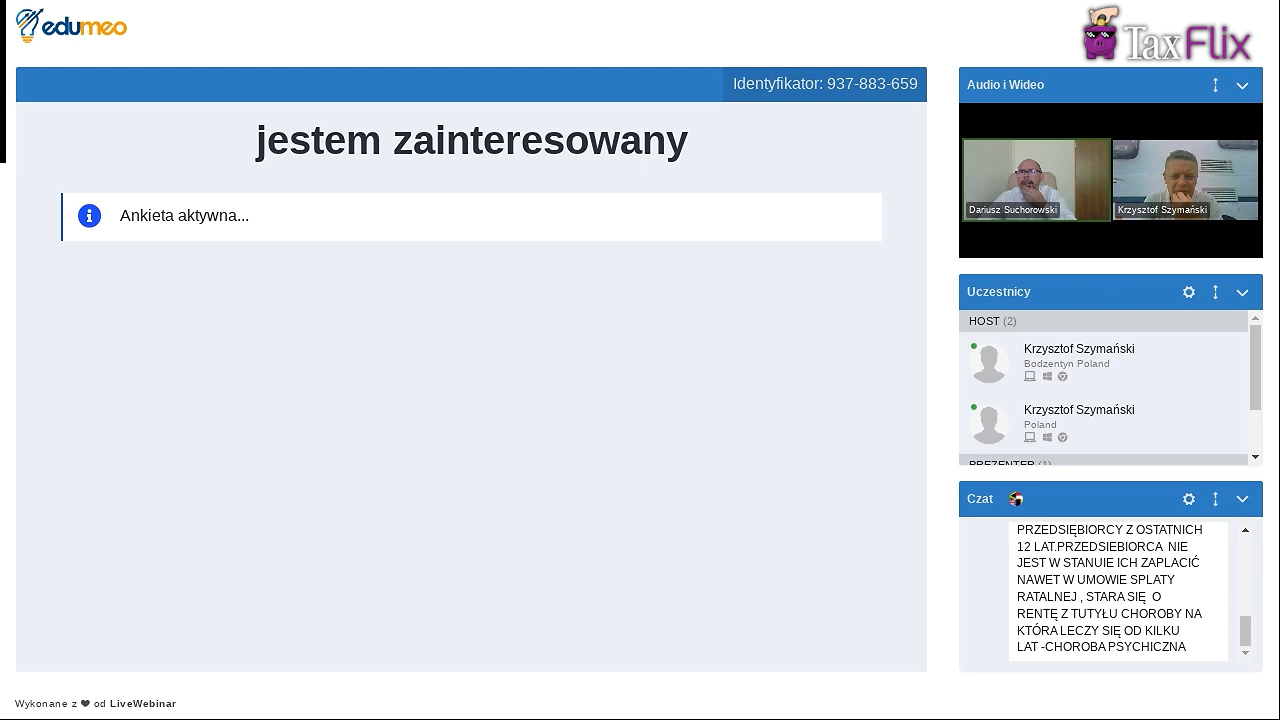 edumeo
TaxFlix
Identyfikator: 937-883-659
jestem zainteresowany
Ankieta aktywna...
Audio i Wideo
Dariusz Suchorowski
Krzysztof Szymański
Uczestnicy
HOST (2)
Krzysztof Szymański
Bodzentyn Poland
Krzysztof Szymański
Poland
PREZENTER (1)
Czat
PRZEDSIĘBIORCY Z OSTATNICH
12 LAT.PRZEDSIEBIORCA NIE
JEST W STANUIE ICH ZAPLACIĆ
NAWET W UMOWIE SPLATY
RATALNEJ , STARA SIĘ O
RENTĘ Z TUTYŁU CHOROBY NA
KTÓRA LECZY SIĘ OD KILKU
LAT -CHOROBA PSYCHICZNA
Wykonane z ❤ od LiveWebinar